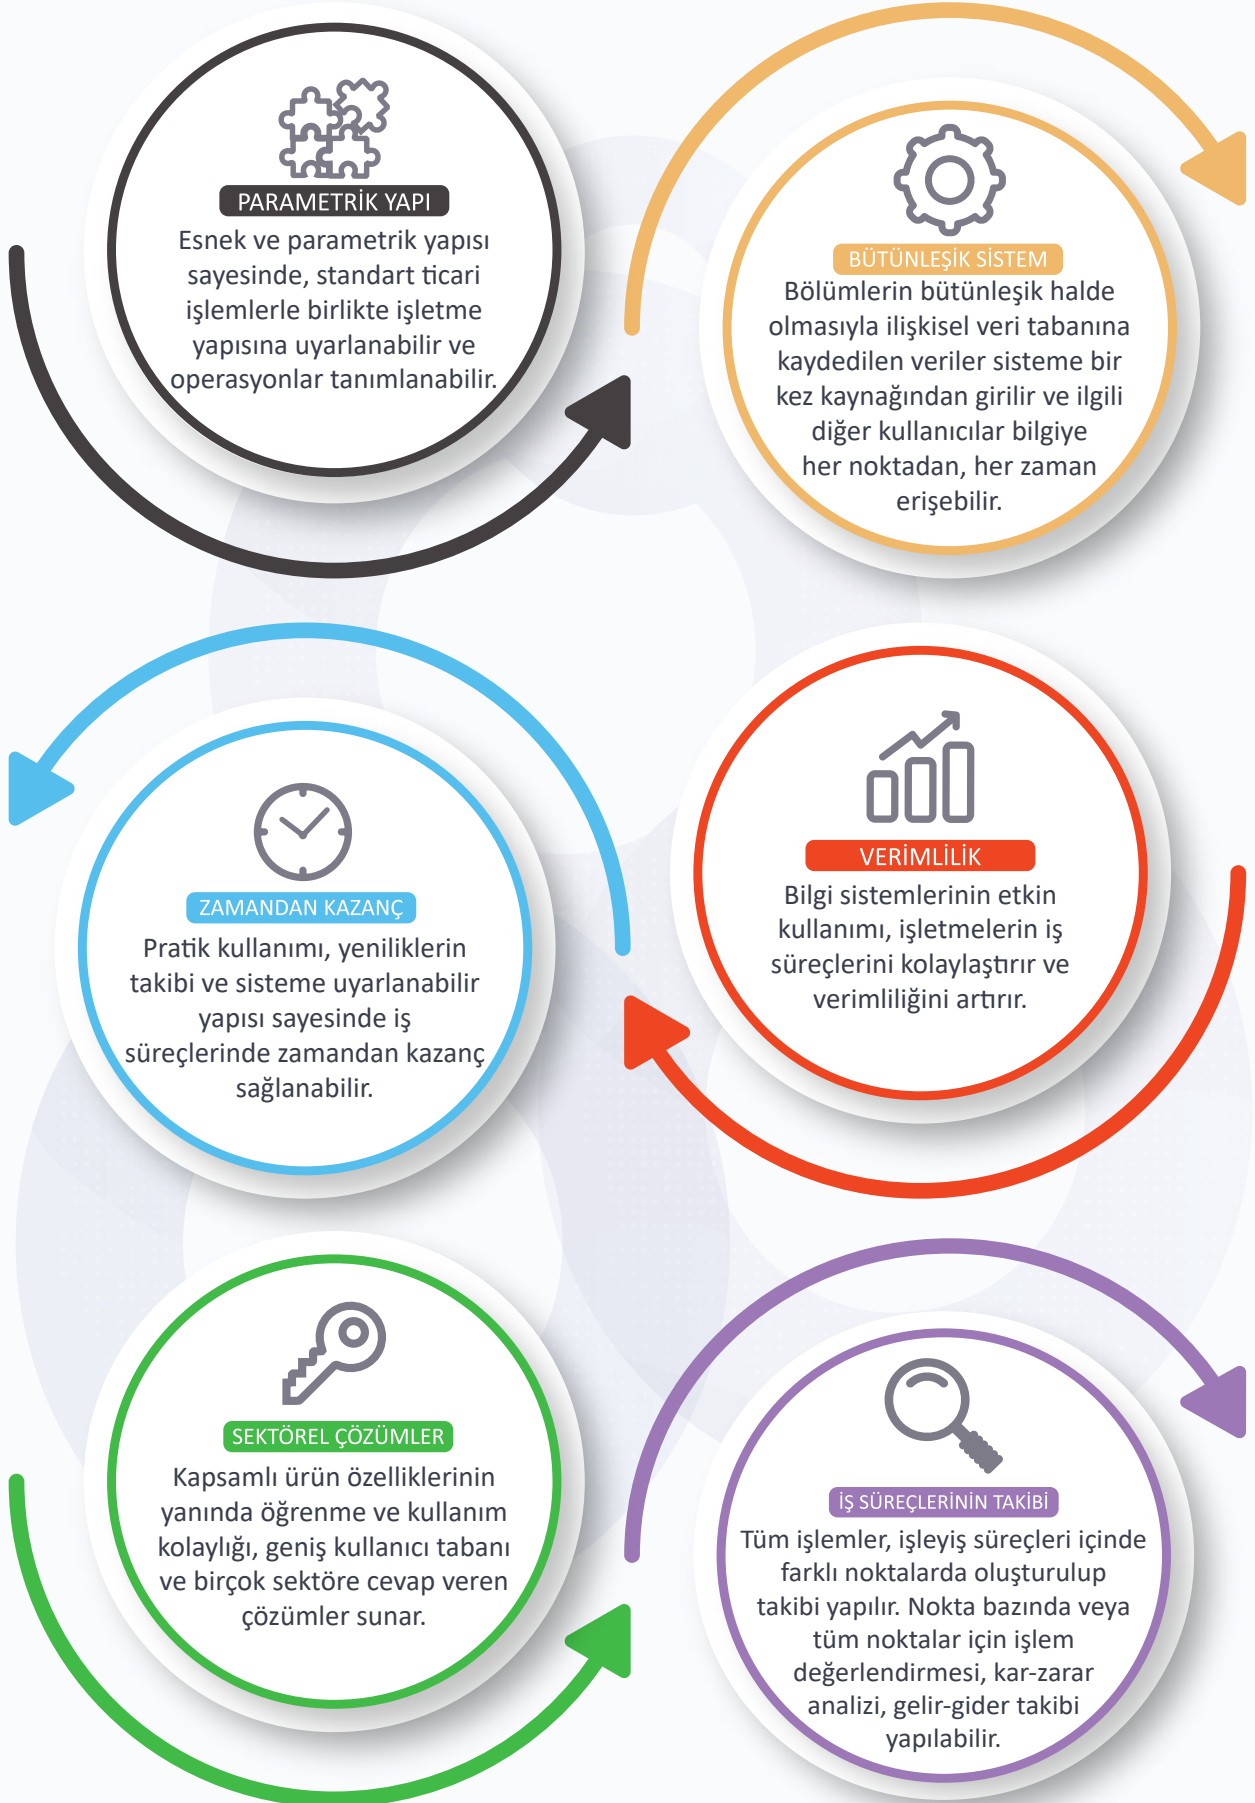 PARAMETRİK YAPI
Esnek ve parametrik yapısı
sayesinde, standart ticari
işlemlerle birlikte işletme
yapısına uyarlanabilir ve
operasyonlar tanımlanabilir.
BÜTÜNLEŞİK SİSTEM
Bölümlerin bütünleşik halde
olmasıyla ilişkisel veri tabanına
kaydedilen veriler sisteme bir
kez kaynağından girilir ve ilgili
diğer kullanıcılar bilgiye
her noktadan, her zaman
erişebilir.
VERİMLİLİK
Bilgi sistemlerinin etkin
kullanımı, işletmelerin iş
süreçlerini kolaylaştırır ve
verimliliğini artırır.
ZAMANDAN KAZANÇ
Pratik kullanımı, yeniliklerin
takibi ve sisteme uyarlanabilir
yapısı sayesinde iş
süreçlerinde zamandan kazanç
sağlanabilir.
SEKTÖREL ÇÖZÜMLER
Kapsamlı ürün özelliklerinin
yanında öğrenme ve kullanım
kolaylığı, geniş kullanıcı tabanı
ve birçok sektöre cevap veren
çözümler sunar.
İŞ SÜREÇLERİNİN TAKİBİ
Tüm işlemler, işleyiş süreçleri içinde
farklı noktalarda oluşturulup
takibi yapılır. Nokta bazında veya
tüm noktalar için işlem
değerlendirmesi, kar-zarar
analizi, gelir-gider takibi
yapılabilir.